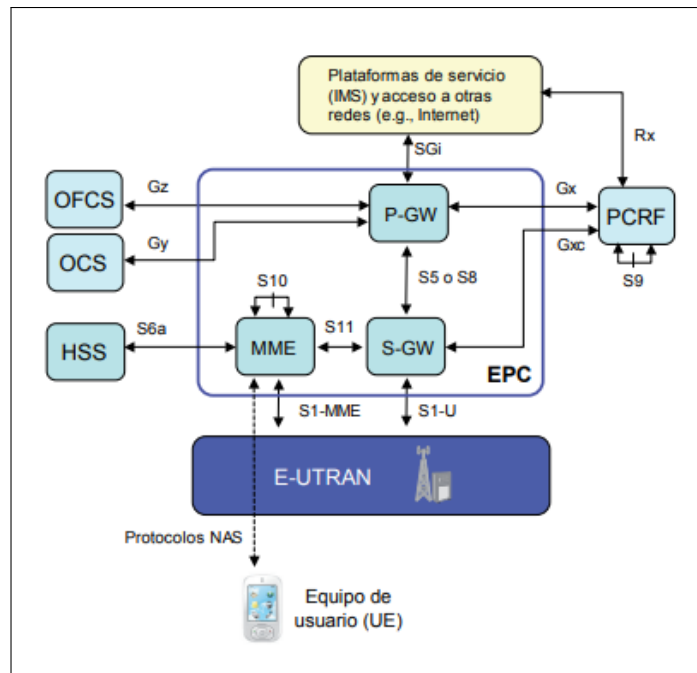 Plataformas de servicio
(IMS) y acceso a otras
redes (e.g., Internet)
SGi
Rx
OFCS
Gz
P-GW
Gx
PCRF
OCS
Gy
Gxc
S9
S10
S5 o S8
HSS
S6a
MME
S11
S-GW
EPC
S1-MME
S1-U
E-UTRAN
Protocolos NAS
Equipo de
usuario (UE)